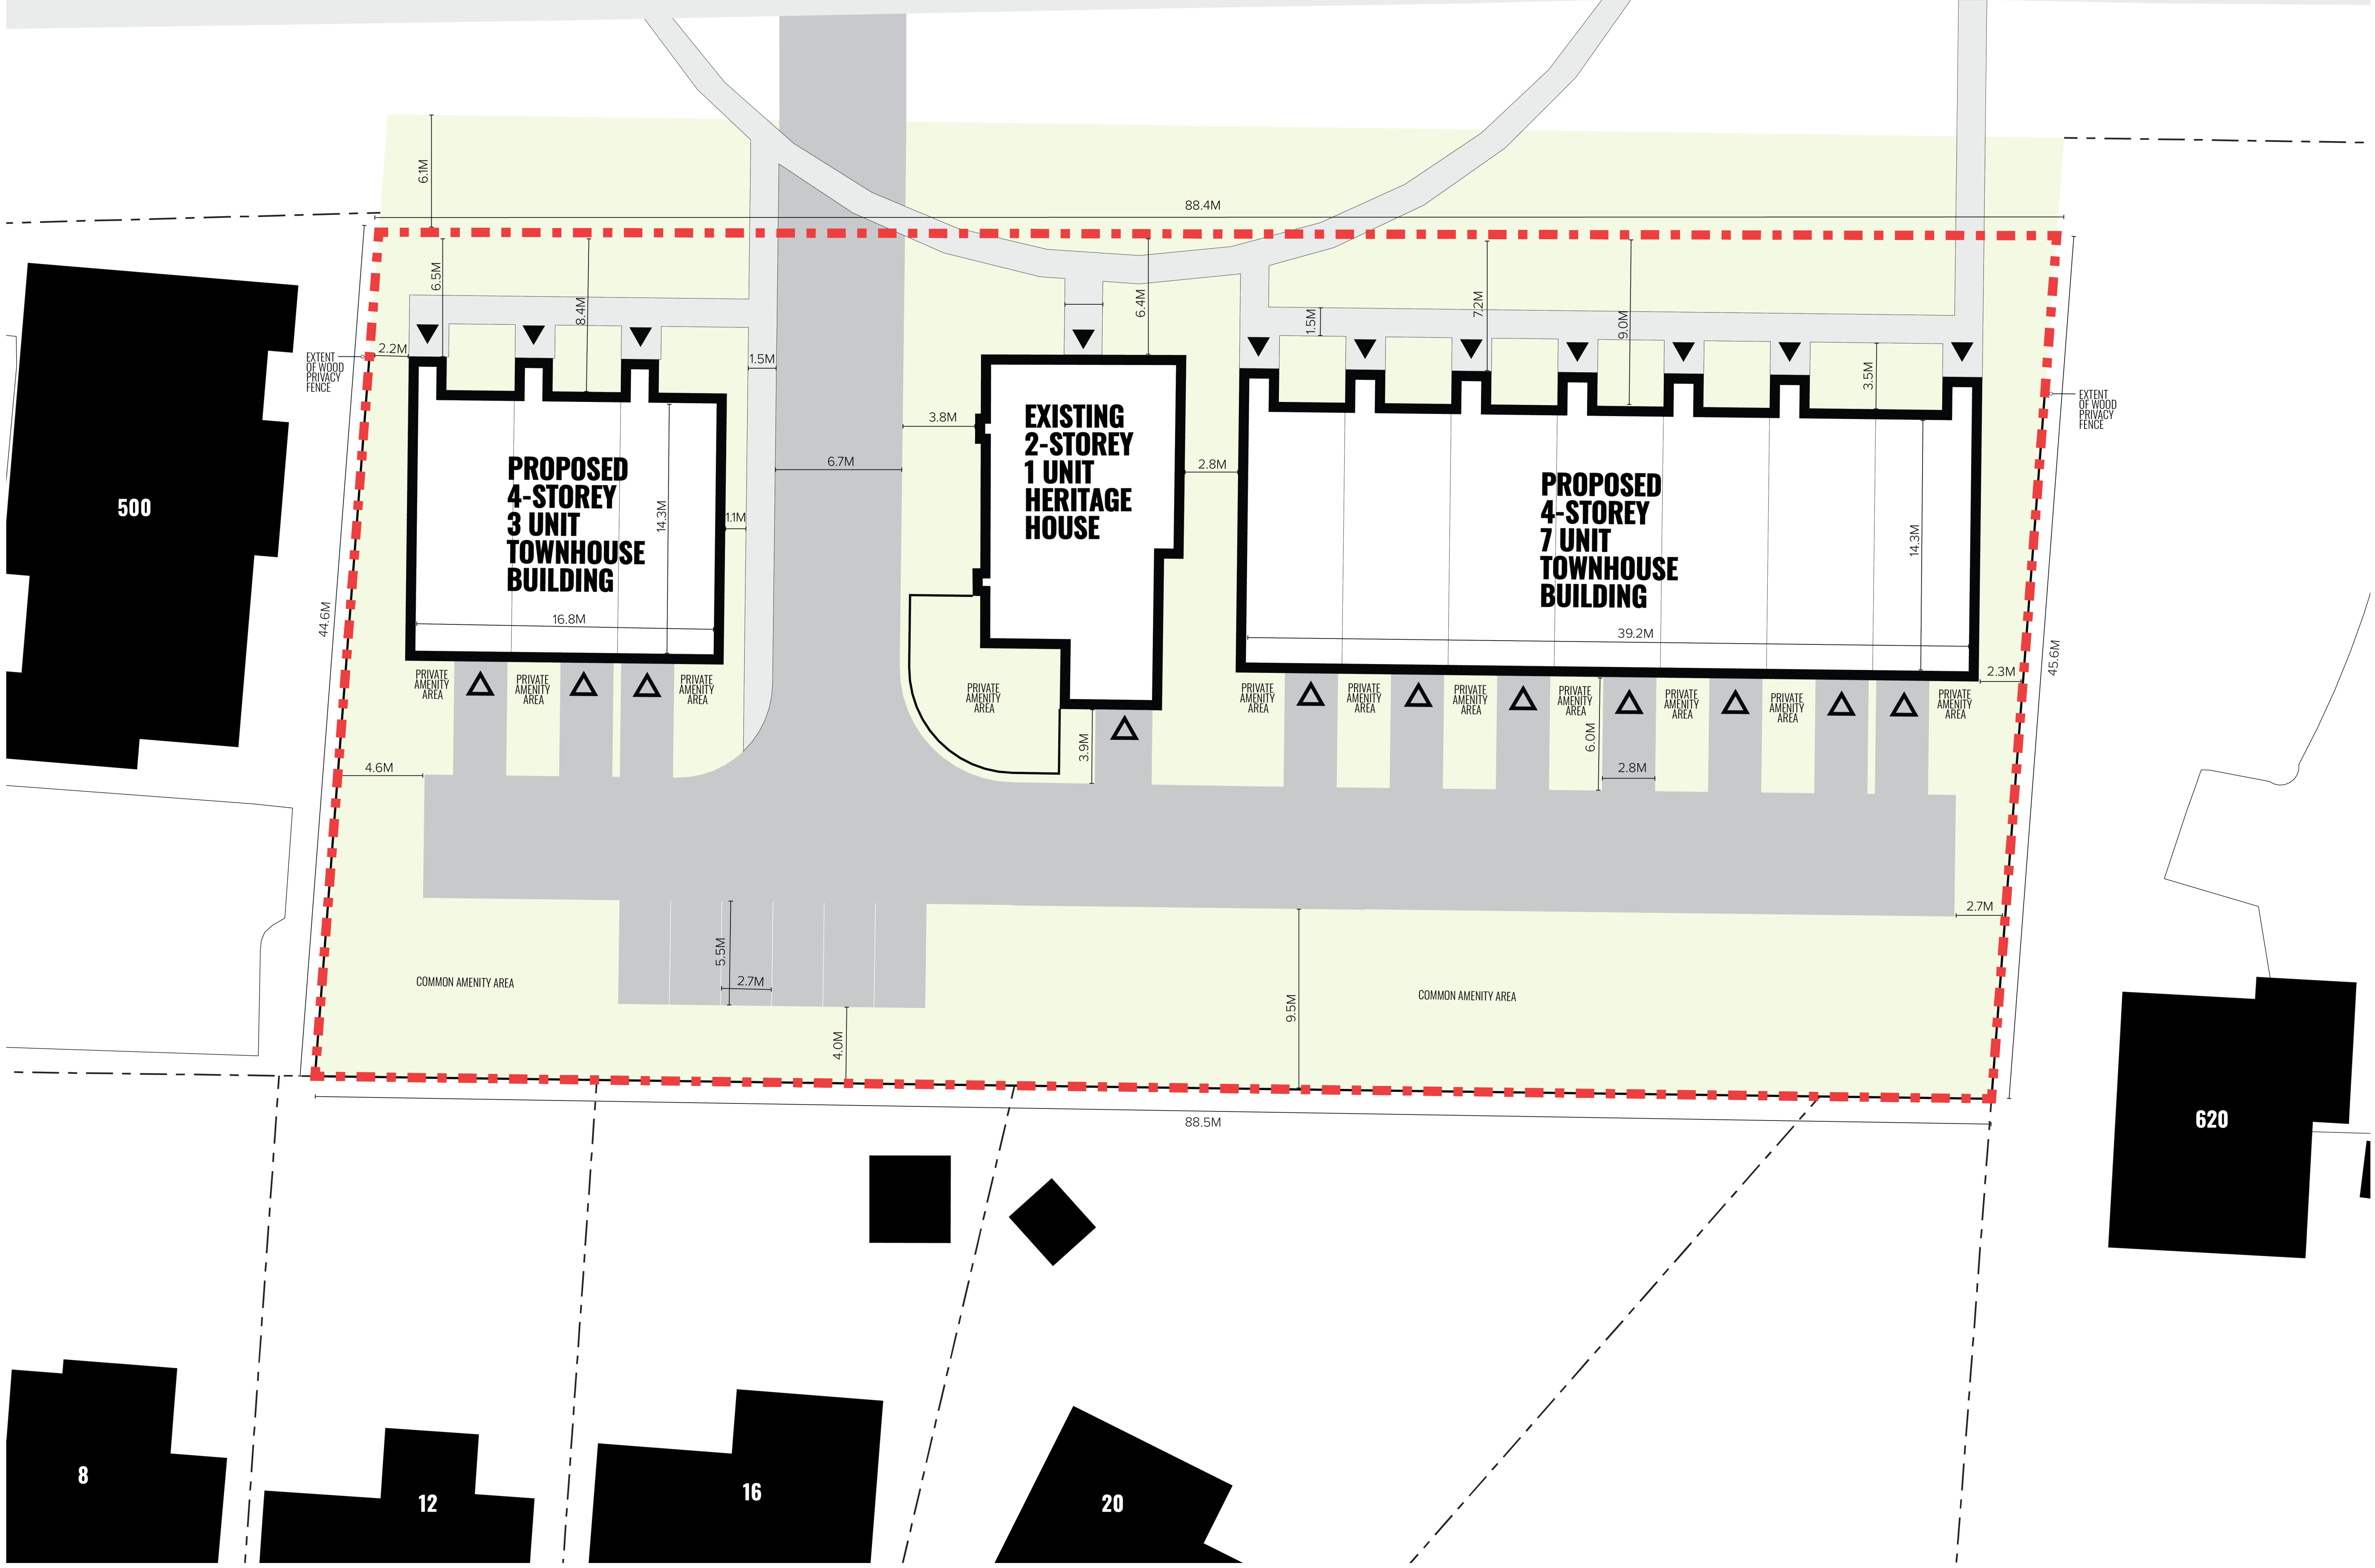 6.1M
88.4M
6.5M
8.4M
6.4M
7.2M
9.0M
1.5M
2.2M
EXTENT
OF WOOD
PRIVACY
FENCE
1.5M
3.5M
EXTENT
OF WOOD
PRIVACY
FENCE
500
PROPOSED
4-STOREY
3 UNIT
TOWNHOUSE
BUILDING
14.3M
16.8M
1.1M
6.7M
3.8M
EXISTING
2-STOREY
1 UNIT
HERITAGE
HOUSE
2.8M
PROPOSED
4-STOREY
7 UNIT
TOWNHOUSE
BUILDING
14.3M
39.2M
44.6M
45.6M
2.3M
PRIVATE
AMENITY
AREA
PRIVATE
AMENITY
AREA
PRIVATE
AMENITY
AREA
PRIVATE
AMENITY
AREA
PRIVATE
AMENITY
AREA
PRIVATE
AMENITY
AREA
PRIVATE
AMENITY
AREA
PRIVATE
AMENITY
AREA
PRIVATE
AMENITY
AREA
PRIVATE
AMENITY
AREA
PRIVATE
AMENITY
AREA
4.6M
3.9M
6.0M
2.8M
2.7M
5.5M
2.7M
COMMON AMENITY AREA
COMMON AMENITY AREA
9.5M
4.0M
88.5M
620
8
12
16
20